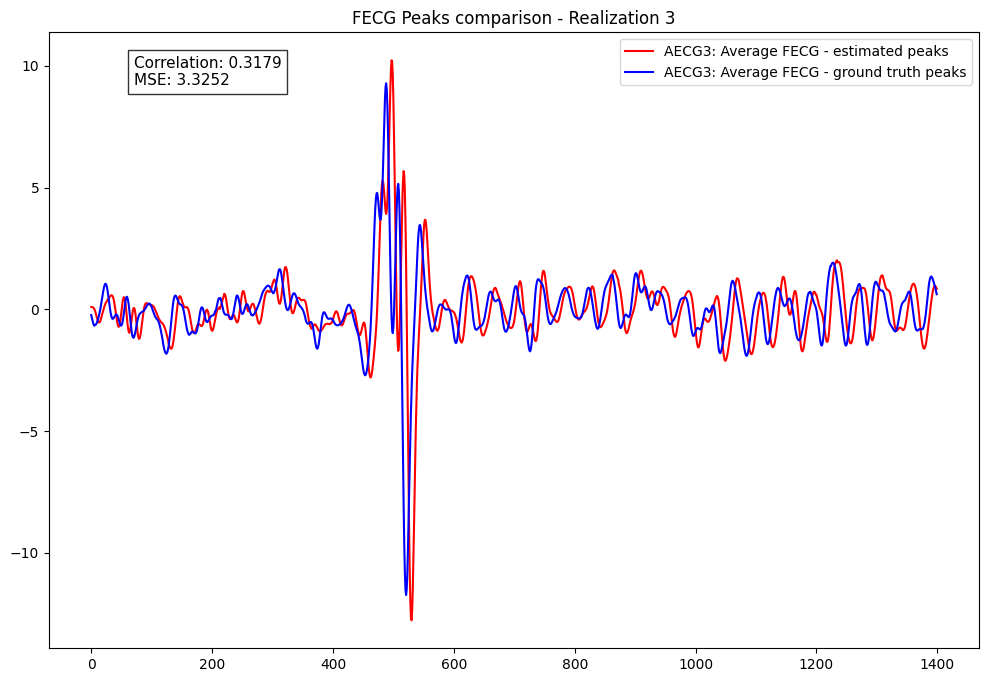 FECG Peaks comparison - Realization 3
Correlation: 0.3179
MSE: 3.3252
AECG3: Average FECG - estimated peaks
AECG3: Average FECG - ground truth peaks
10
5
0
−5
−10
0
200
400
600
800
1000
1200
1400